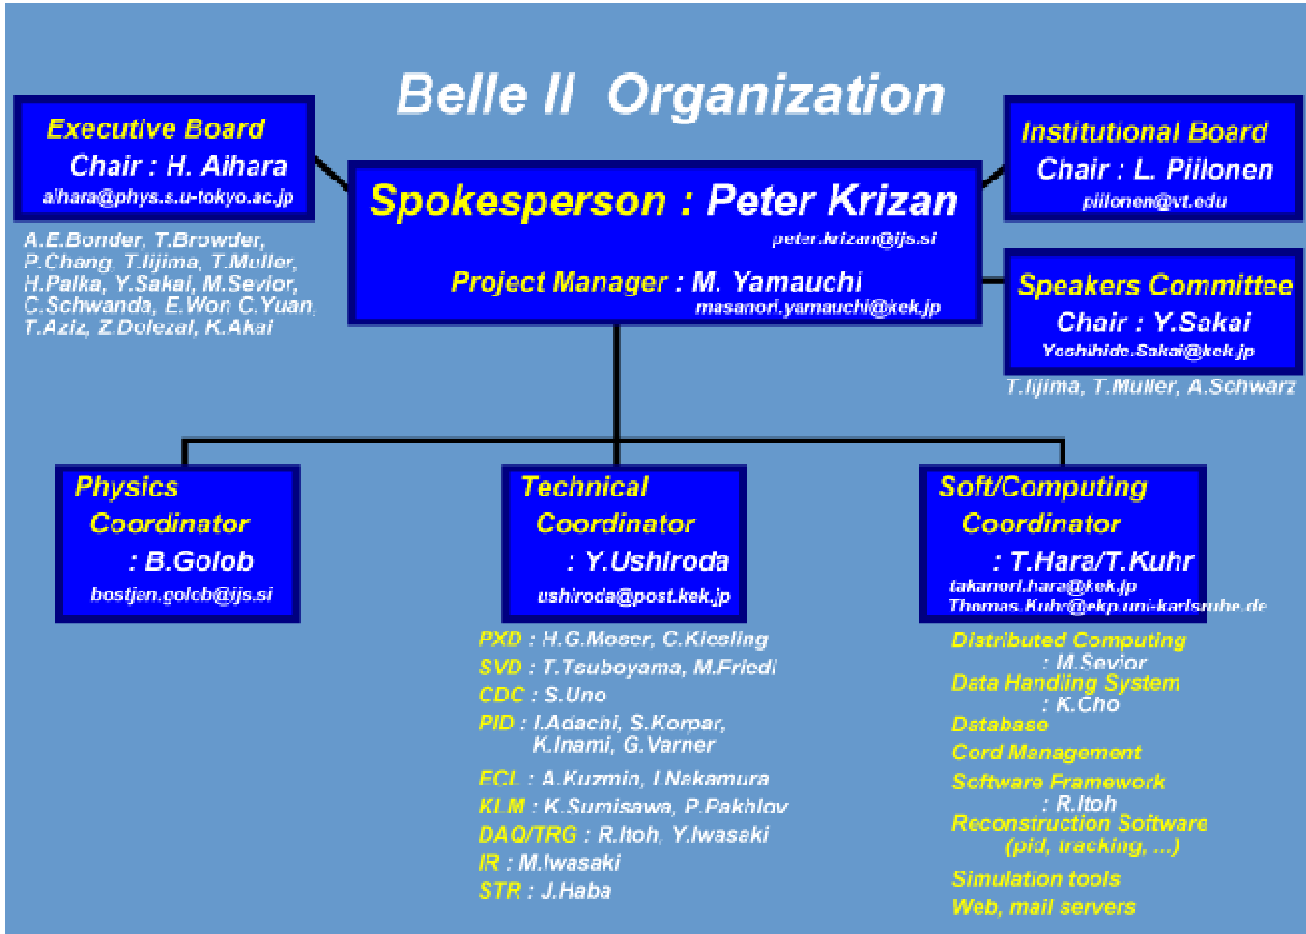 Belle II Organization
Executive Board
Chair : H. Aihara
aihara@phys.s.u-tokyo.ac.jp
A.E.Bonder, T.Browder,
P.Chang, T.Iijima, T.Muller,
H.Palka, Y.Sakai, M.Sevior,
C.Schwanda, E.Won C.Yuan,
T.Aziz, Z.Dolezal, K.Akai
Spokesperson : Peter Krizan
peter.krizan@ijs.si
Project Manager : M. Yamauchi
masanori.yamauchi@kek.jp
Institutional Board
Chair : L. Piilonen
piilonen@vt.edu
Speakers Committee
Chair : Y.Sakai
Yoshihide.Sakai@kek.jp
T.Iijima, T.Muller, A.Schwarz
Physics
Coordinator
: B.Golob
bostjan.golob@ijs.si
Technical
Coordinator
: Y.Ushiroda
ushiroda@post.kek.jp
PXD : H.G.Moser, C.Kiesling
SVD : T.Tsuboyama, M.Friedl
CDC : S.Uno
PID : I.Adachi, S.Korpar,
K.Inami, G.Varner
ECL : A.Kuzmin, I.Nakamura
KLM : K.Sumisawa, P.Pakhlov
DAQ/TRG : R.Itoh, Y.Iwasaki
IR : M.Iwasaki
STR : J.Haba
Soft/Computing
Coordinator
: T.Hara/T.Kuhr
takanori.hara@kek.jp
Thomas.Kuhr@ekp.uni-karlsruhe.de
Distributed Computing
: M.Sevior
Data Handling System
: K.Cho
Database
Cord Management
Software Framework
: R.Itoh
Reconstruction Software
(pid, tracking, ...)
Simulation tools
Web, mail servers